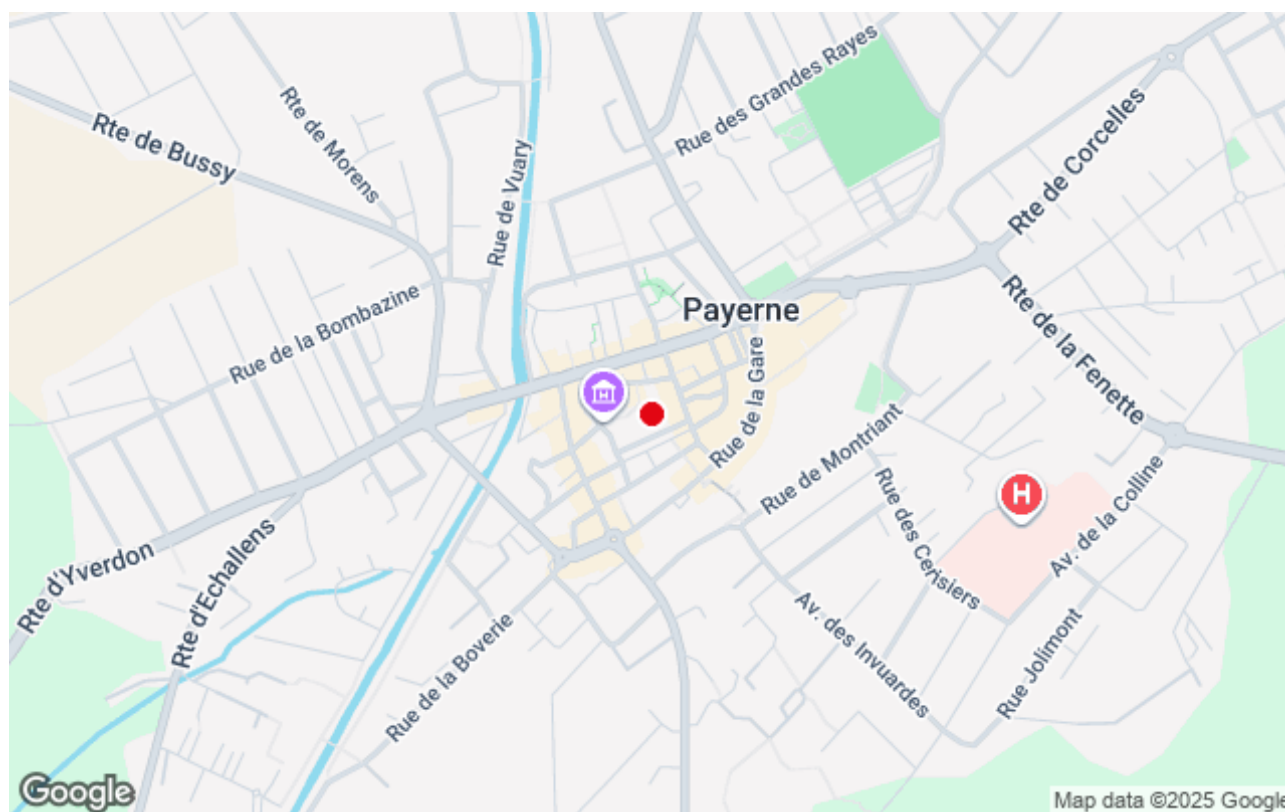 Rue des Grandes Rayes
Rte de Corcelles
Rte de Morens
Rte de Bussy
Rue de Vuary
Rte de la Fenette
Payerne
Rue de la Bombazine
Rue de la Gare
Rue de Montriant
H
Rue des Cerisiers
Av. de la Colline
Rte d'Yverdon
Rte d'Echallens
Av. des Invuardes
Rue Jolimont
Rue de la Boverie
Google
Map data ©2025 Google